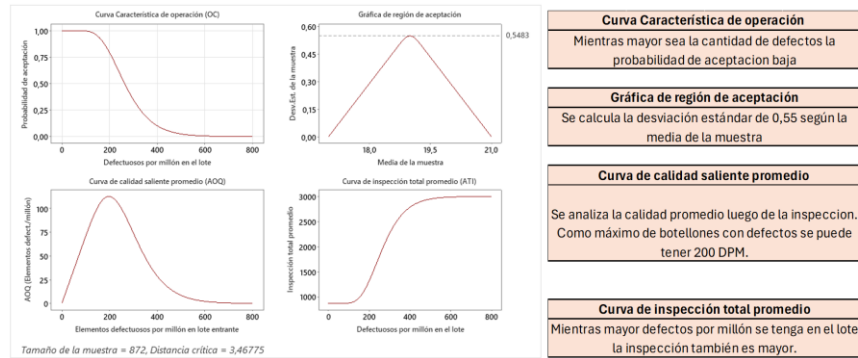 Curva Característica de operación (OC)
Probabilidad de aceptación
1,00
0,75
0,50
0,25
0,00
0
200
400
600
800
Defectuosos por millón en el lote
Gráfica de región de aceptación
Desv.Est. de la muestra
0,60
0,45
0,30
0,15
0,00
0,5483
18,0
19,5
21,0
Media de la muestra
Curva de calidad saliente promedio (AOQ)
AOQ (Elementos defect./millón)
100
75
50
25
0
0
200
400
600
800
Elementos defectuosos por millón en lote entrante
Curva de inspección total promedio (ATI)
Inspección total promedio
3000
2500
2000
1500
1000
0
200
400
600
800
Defectuosos por millón en el lote
Tamaño de la muestra = 872, Distancia crítica = 3,46775
Curva Característica de operación
Mientras mayor sea la cantidad de defectos la
probabilidad de aceptacion baja
Gráfica de región de aceptación
Se calcula la desviación estándar de 0,55 según la
media de la muestra
Curva de calidad saliente promedio
Se analiza la calidad promedio luego de la inspeccion.
Como máximo de botellones con defectos se puede
tener 200 DPM.
Curva de inspección total promedio
Mientras mayor defectos por millón se tenga en el lote
la inspección también es mayor.